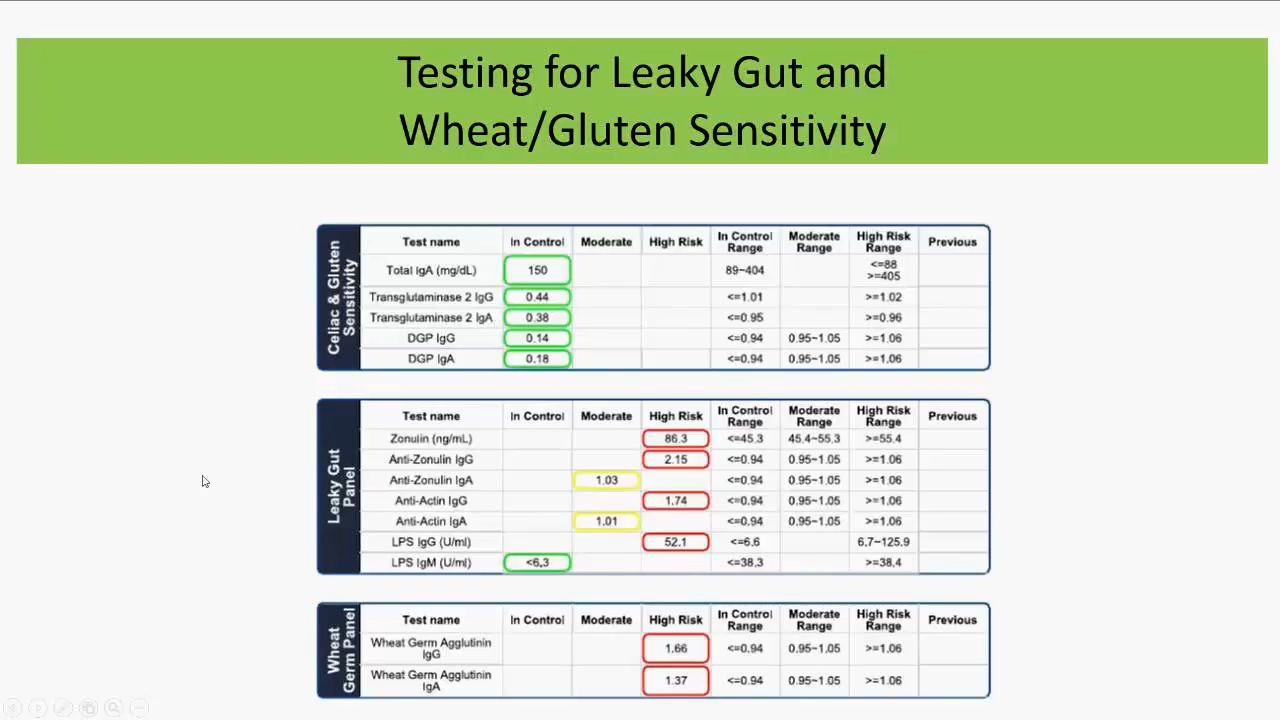 Testing for Leaky Gut and
Wheat/Gluten Sensitivity
Celiac & Gluten
Sensitivity
Test name In Control Moderate High Risk In Control Range Moderate Range High Risk Range Previous
Total IgA (mg/dL) 150 89~404 <=88 >=405
Transglutaminase 2 IgG 0.44 <=1.01 >=1.02
Transglutaminase 2 IgA 0.38 <=0.95 >=0.96
DGP IgG 0.14 <=0.94 0.95~1.05 >=1.06
DGP IgA 0.18 <=0.94 0.95~1.05 >=1.06
Leaky Gut
Panel
Test name In Control Moderate High Risk In Control Range Moderate Range High Risk Range Previous
Zonulin (ng/mL) 86.3 <=45.3 45.4~55.3 >=55.4
Anti-Zonulin IgG 2.15 <=0.94 0.95~1.05 >=1.06
Anti-Zonulin IgA 1.03 <=0.94 0.95~1.05 >=1.06
Anti-Actin IgG 1.74 <=0.94 0.95~1.05 >=1.06
Anti-Actin IgA 1.01 <=0.94 0.95~1.05 >=1.06
LPS IgG (U/ml) 52.1 <=6.6 6.7~125.9
LPS IgM (U/ml) <6.3 <=38.3 >=38.4
Wheat
Germ Panel
Test name In Control Moderate High Risk In Control Range Moderate Range High Risk Range Previous
Wheat Germ Agglutinin IgG 1.66 <=0.94 0.95~1.05 >=1.06
Wheat Germ Agglutinin IgA 1.37 <=0.94 0.95~1.05 >=1.06